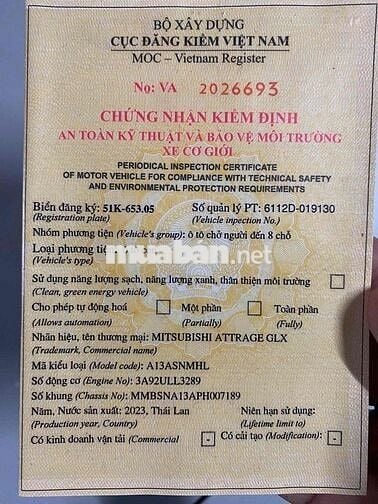 BỘ XÂY DỰNG
CỤC ĐĂNG KIỂM VIỆT NAM
MOC – Vietnam Register
No: VA 2026693
CHỨNG NHẬN KIỂM ĐỊNH
AN TOÀN KỸ THUẬT VÀ BẢO VỆ MÔI TRƯỜNG
XE CƠ GIỚI
PERIODICAL INSPECTION CERTIFICATE
OF MOTOR VEHICLE FOR COMPLIANCE WITH TECHNICAL SAFETY
AND ENVIRONMENTAL PROTECTION REQUIREMENTS
Biển đăng ký: 51K-653.05 Số quản lý PT: 6112D-019130
(Registration plate) (Vehicle inpection No.)
Nhóm phương tiện (Vehicle's group): ô tô chở người đến 8 chỗ
Loại phương tiện
(Vehicle's type)
muaban.net
Sử dụng năng lượng sạch, năng lượng xanh, thân thiện môi trường
(Clean, green energy vehicle)
Cho phép tự động hoá Một phần Toàn phần
(Allows automation) (Partially) (Fully)
Nhãn hiệu, tên thương mại: MITSUBISHI ATTRAGE GLX
(Trademark, Commercial name)
Mã kiểu loại (Model code): A13ASNMHL
Số động cơ (Engine No): 3A92ULL3289
Số khung (Chassis No): MMBSNA13APH007189
Năm, Nước sản xuất: 2023, Thái Lan Niên hạn sử dụng:
(Production year, Country) (Lifetime limit to)
Có kinh doanh vận tải (Commercial - Có cải tạo (Modification): -